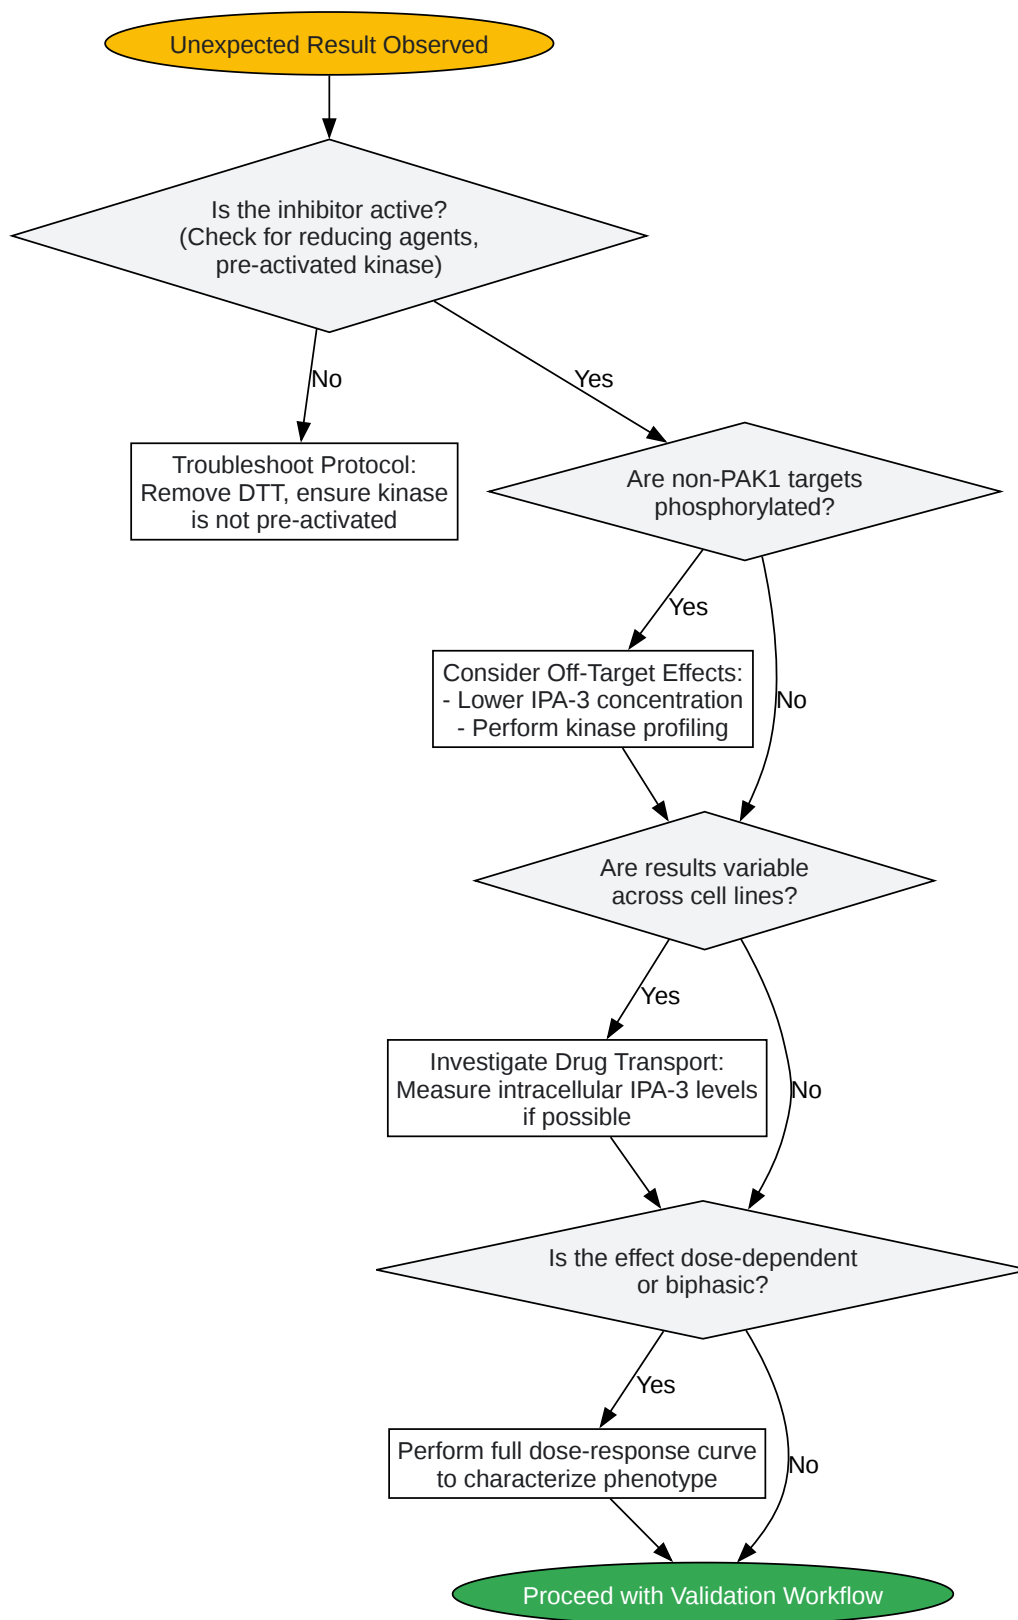 Unexpected Result Observed
Is the inhibitor active?
(Check for reducing agents,
pre-activated kinase)
No
Yes
Troubleshoot Protocol:
Remove DTT, ensure kinase
is not pre-activated
Are non-PAK1 targets
phosphorylated?
Yes
Consider Off-Target Effects:
- Lower IPA-3 concentration
- Perform kinase profiling
No
Are results variable
across cell lines?
Yes
Investigate Drug Transport:
Measure intracellular IPA-3 levels
if possible
No
Is the effect dose-dependent
or biphasic?
Yes
Perform full dose-response curve
to characterize phenotype
No
Proceed with Validation Workflow